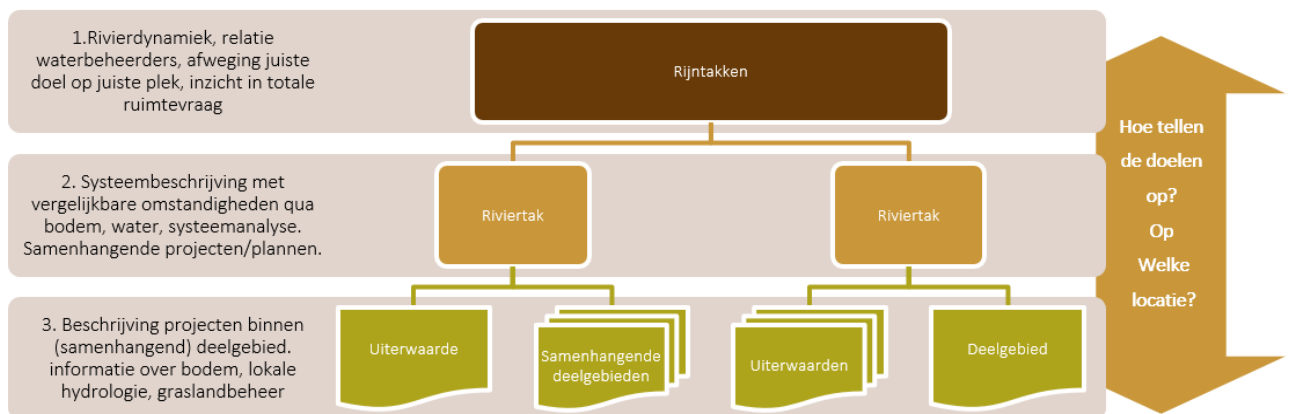 1.Rivierdynamiek, relatie
waterbeheerders, afweging juiste
doel op juiste plek, inzicht in totale
ruimtevraag
Rijntakken
2. Systeembeschrijving met
vergelijkbare omstandigheden qua
bodem, water, systeemanalyse.
Samenhangende projecten/plannen.
Riviertak
Riviertak
3. Beschrijving projecten binnen
(samenhangend) deelgebied.
informatie over bodem, lokale
hydrologie, graslandbeheer
Uiterwaarde
Samenhangende
deelgebieden
Uiterwaarden
Deelgebied
Hoe tellen
de doelen
op?
Op
Welke
locatie?